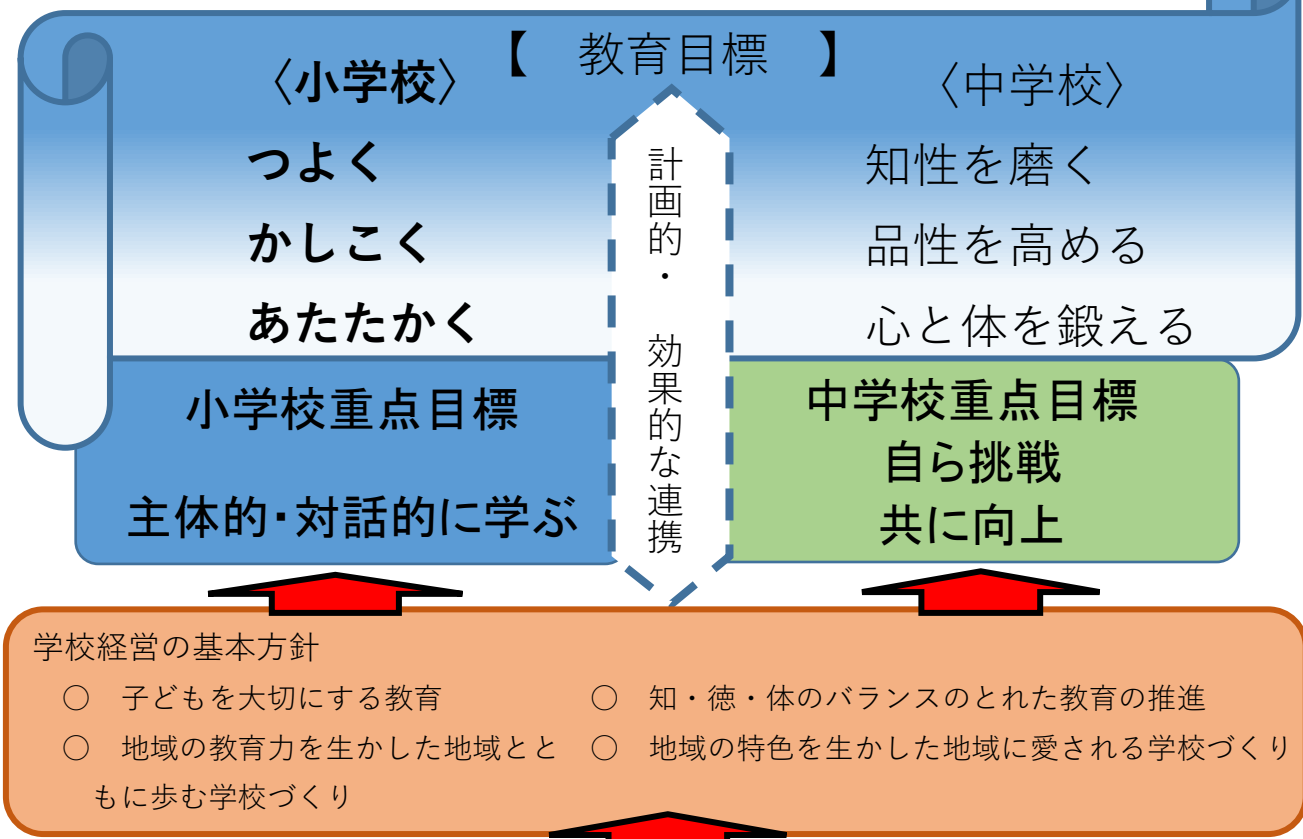 【　教育目標　】
〈小学校〉
つよく
かしこく
あたたかく
〈中学校〉
知性を磨く
品性を高める
心と体を鍛える
計画的・　効果的な連携
小学校重点目標
主体的・対話的に学ぶ
中学校重点目標
自ら挑戦
共に向上
学校経営の基本方針
○　子どもを大切にする教育
○　知・徳・体のバランスのとれた教育の推進
○　地域の教育力を生かした地域とと
もに歩む学校づくり
○　地域の特色を生かした地域に愛される学校づくり